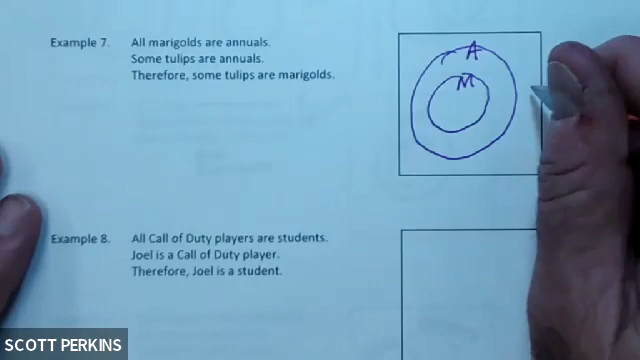 Example 7. All marigolds are annuals.
Some tulips are annuals.
Therefore, some tulips are marigolds.
A
M
Example 8. All Call of Duty players are students.
Joel is a Call of Duty player.
Therefore, Joel is a student.
SCOTT PERKINS